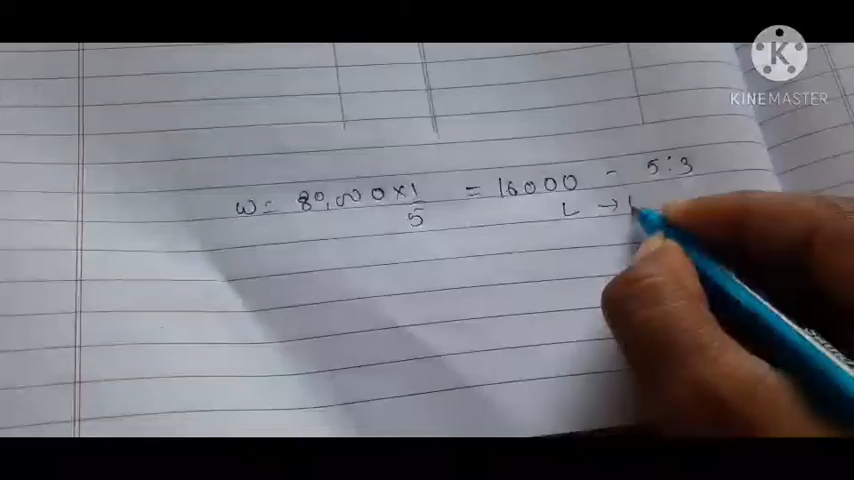 K
KINEMASTER
W = 80,000 × 1/5 = 16000 - 5:3
L →